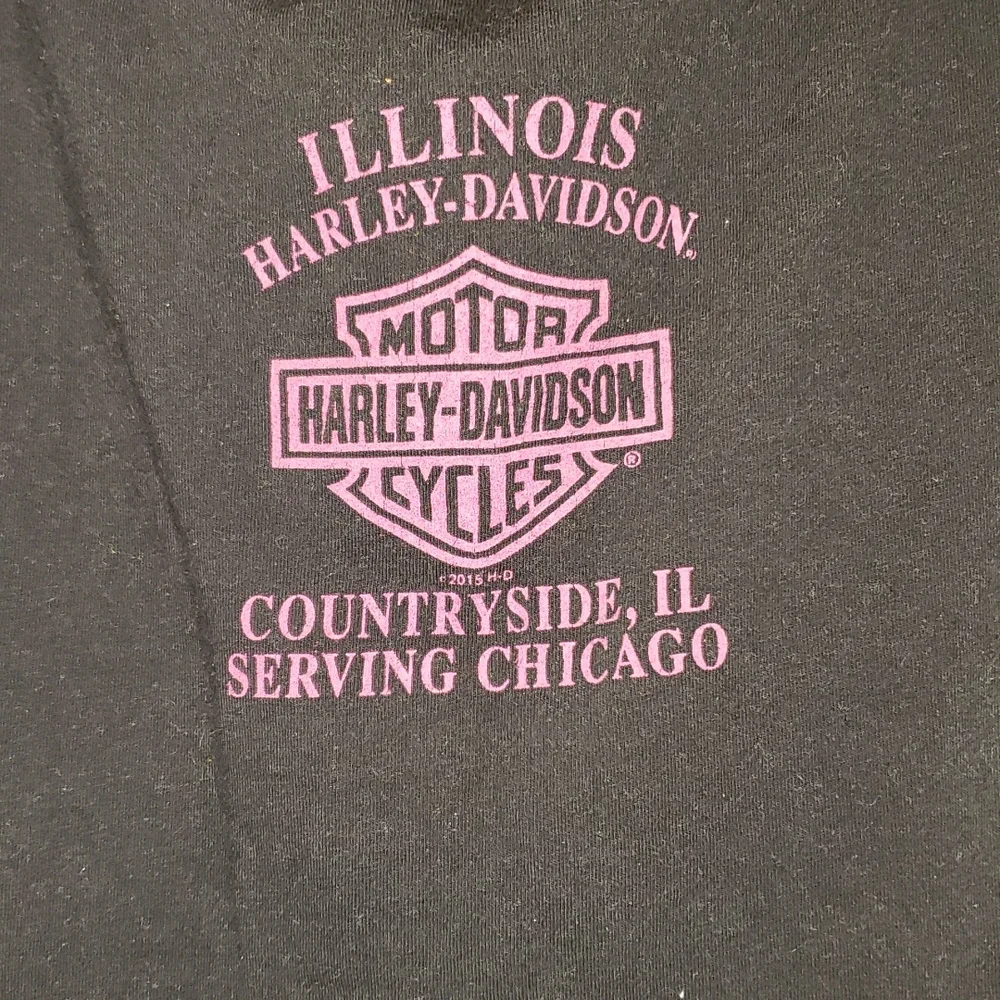 ILLINOIS
HARLEY-DAVIDSON®
MOTOR
HARLEY-DAVIDSON
CYCLES ®
©2015 H-D
COUNTRYSIDE, IL
SERVING CHICAGO